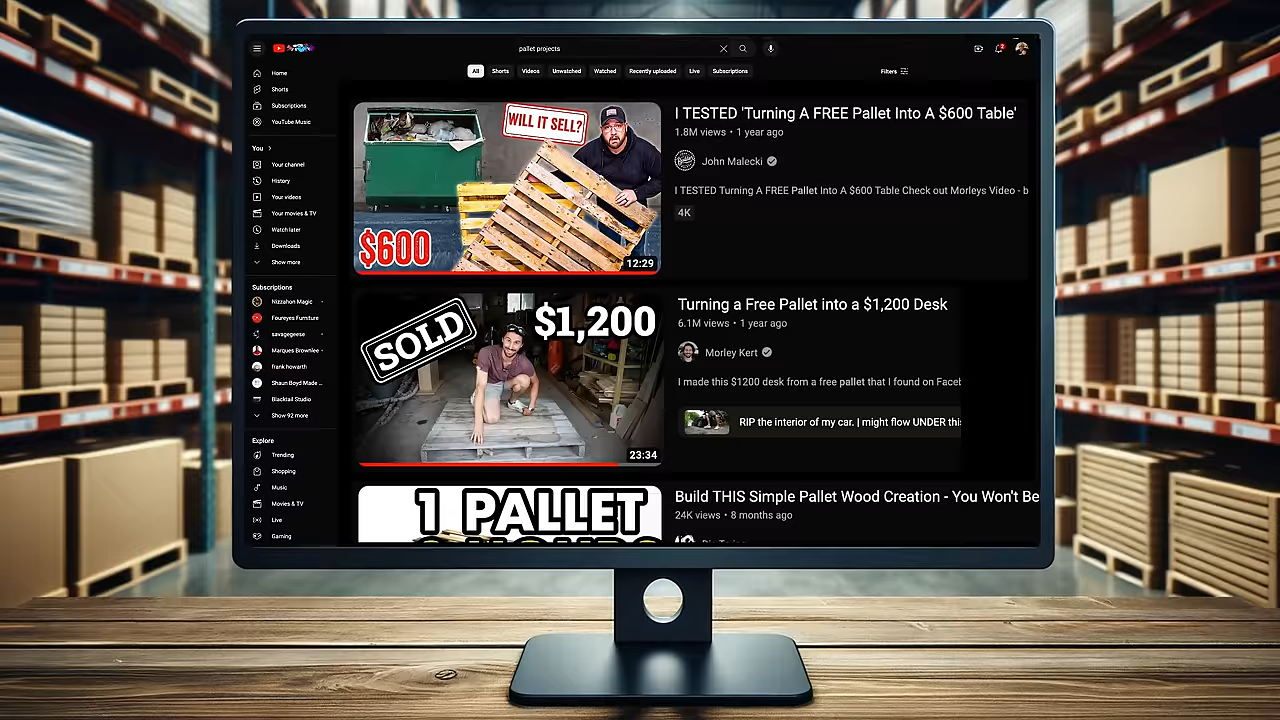 pallet projects
2
All
Shorts
Videos
Unwatched
Watched
Recently uploaded
Live
Subscriptions
Filters
Home
Shorts
Subscriptions
YouTube Music
You
Your channel
History
Your videos
Your movies & TV
Watch later
Downloads
Show more
Subscriptions
Nizzahon Magic
Foureyes Furniture
savagegeese
Marques Brownlee
frank howarth
Shaun Boyd Made ...
Blacktail Studio
Show 92 more
Explore
Trending
Shopping
Music
Movies & TV
Live
Gaming
WILL IT SELL?
$600
12:29
I TESTED 'Turning A FREE Pallet Into A $600 Table'
1.8M views • 1 year ago
John Malecki
I TESTED Turning A FREE Pallet Into A $600 Table Check out Morleys Video - b
4K
SOLD
$1,200
23:34
Turning a Free Pallet into a $1,200 Desk
6.1M views • 1 year ago
Morley Kert
I made this $1200 desk from a free pallet that I found on Faceb
RIP the interior of my car. | might flow UNDER this
1 PALLET
Build THIS Simple Pallet Wood Creation - You Won't Be
24K views • 8 months ago